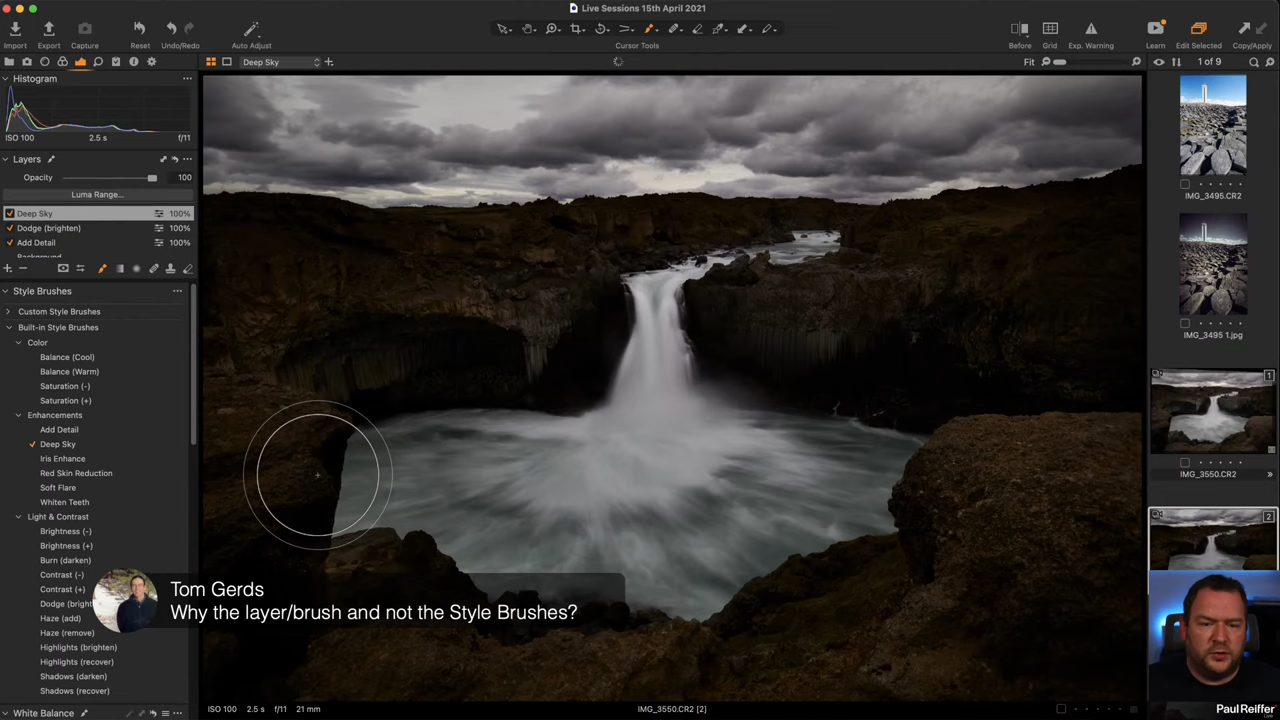 Live Sessions 15th April 2021
Import
Export
Capture
Reset
Undo/Redo
Auto Adjust
Cursor Tools
Before
Grid
Exp. Warning
Learn
Edit Selected
Copy/Apply
Deep Sky
Fit
1 of 9
Histogram
ISO 100
2.5 s
f/11
Layers
Opacity
100
Luma Range...
Deep Sky 100%
Dodge (brighten) 100%
Add Detail 100%
Background
Style Brushes
Custom Style Brushes
Built-in Style Brushes
Color
Balance (Cool)
Balance (Warm)
Saturation (-)
Saturation (+)
Enhancements
Add Detail
Deep Sky
Iris Enhance
Red Skin Reduction
Soft Flare
Whiten Teeth
Light & Contrast
Brightness (-)
Brightness (+)
Burn (darken)
Contrast (-)
Contrast (+)
Haze (add)
Haze (remove)
Highlights (brighten)
Highlights (recover)
Shadows (darken)
Shadows (recover)
White Balance
Tom Gerds
Why the layer/brush and not the Style Brushes?
ISO 100 2.5 s f/11 21 mm
IMG_3550.CR2 [2]
IMG_3495.CR2
IMG_3495 1.jpg
1
IMG_3550.CR2
2
Paul Reiffer
Live